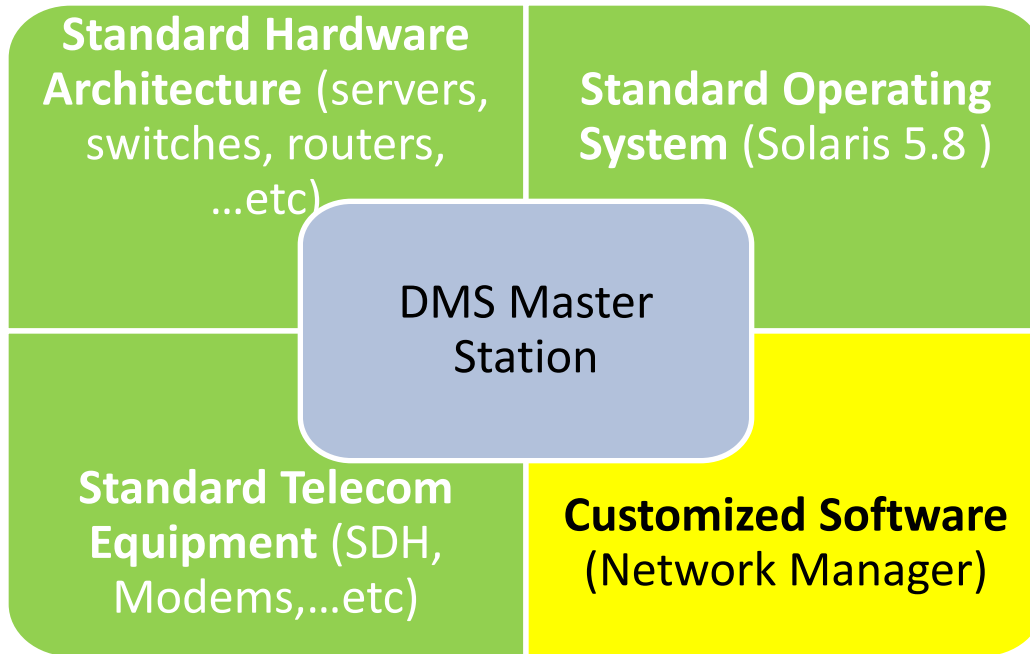 Standard Hardware
Architecture (servers,
switches, routers,
...etc)
Standard Operating
System (Solaris 5.8 )
DMS Master
Station
Standard Telecom
Equipment (SDH,
Modems,...etc)
Customized Software
(Network Manager)